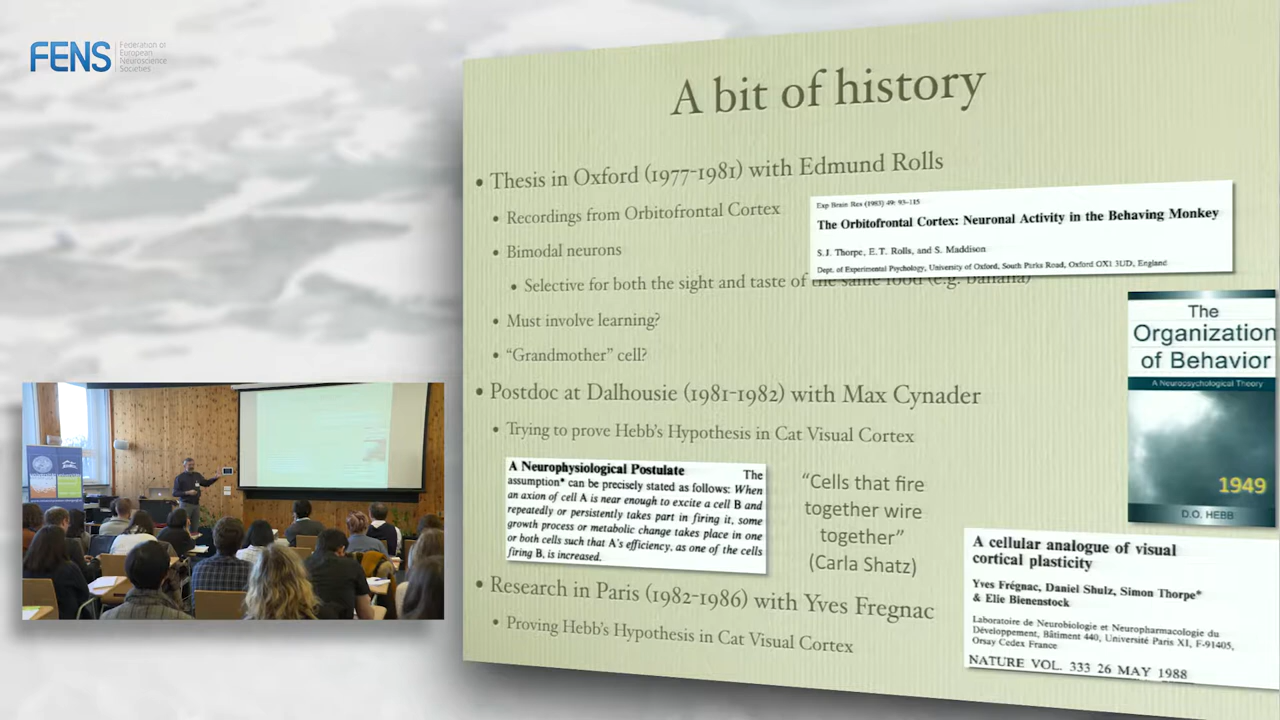 FENS
Federation of
European
Neuroscience
Societies
A bit of history
• Thesis in Oxford (1977-1981) with Edmund Rolls
• Recordings from Orbitofrontal Cortex
• Bimodal neurons
• Selective for both the sight and taste of the same food (e.g. banana)
• Must involve learning?
• “Grandmother” cell?
Exp Brain Res (1983) 49: 93-115
The Orbitofrontal Cortex: Neuronal Activity in the Behaving Monkey
S.J. Thorpe, E.T. Rolls, and S. Maddison
Dept. of Experimental Psychology, University of Oxford, South Parks Road, Oxford OX1 3UD, England
The
Organization
of Behavior
A Neuropsychological Theory
1949
D.O. HEBB
• Postdoc at Dalhousie (1981-1982) with Max Cynader
• Trying to prove Hebb’s Hypothesis in Cat Visual Cortex
A Neurophysiological Postulate The
assumption* can be precisely stated as follows: When
an axion of cell A is near enough to excite a cell B and
repeatedly or persistently takes part in firing it, some
growth process or metabolic change takes place in one
or both cells such that A's efficiency, as one of the cells
firing B, is increased.
“Cells that fire
together wire
together”
(Carla Shatz)
• Research in Paris (1982-1986) with Yves Fregnac
• Proving Hebb’s Hypothesis in Cat Visual Cortex
A cellular analogue of visual
cortical plasticity
Yves Frégnac, Daniel Shulz, Simon Thorpe*
& Elie Bienenstock
Laboratoire de Neurobiologie et Neuropharmacologie du
Développement, Bâtiment 440, Université Paris XI, F-91405,
Orsay Cedex France
NATURE VOL. 333 26 MAY 1988